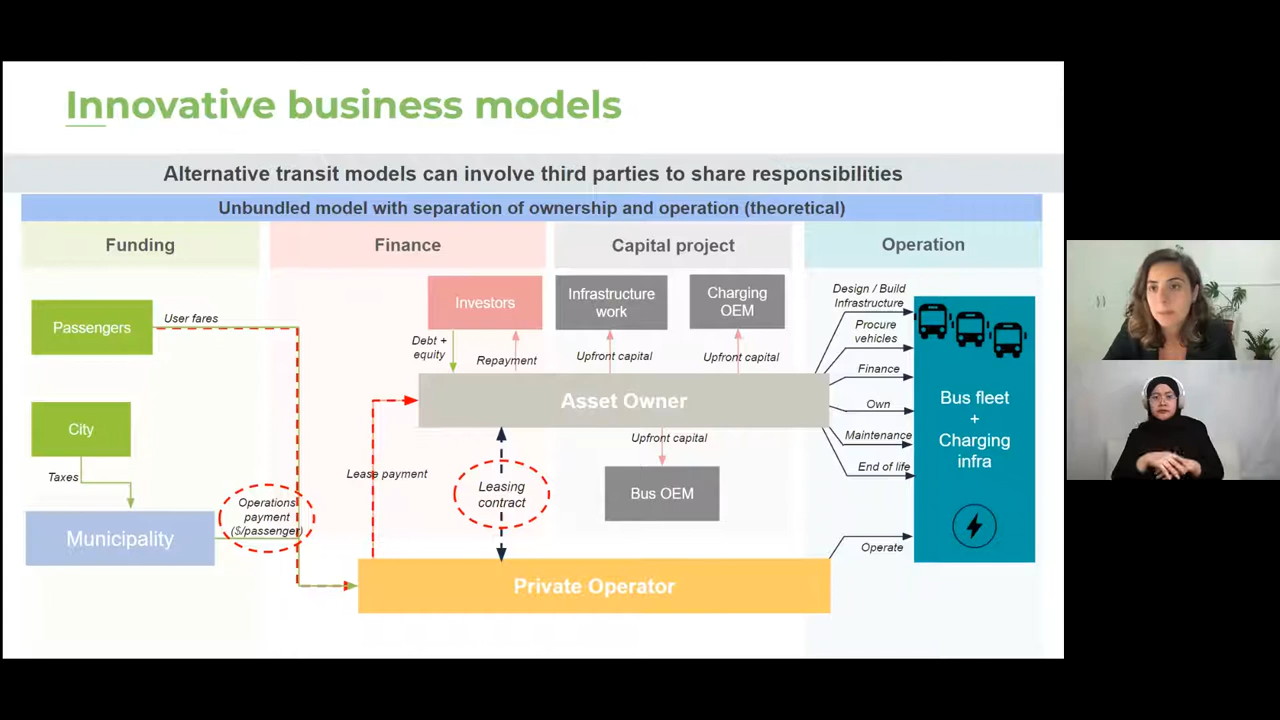 Innovative business models
Alternative transit models can involve third parties to share responsibilities
Unbundled model with separation of ownership and operation (theoretical)
Funding
Finance
Capital project
Operation
Passengers
User fares
City
Taxes
Municipality
Operations
payment
($/passenger)
Investors
Debt +
equity
Repayment
Infrastructure
work
Upfront capital
Charging
OEM
Upfront capital
Asset Owner
Lease payment
Leasing
contract
Upfront capital
Bus OEM
Private Operator
Design / Build
Infrastructure
Procure
vehicles
Finance
Own
Maintenance
End of life
Operate
Bus fleet
+
Charging
infra